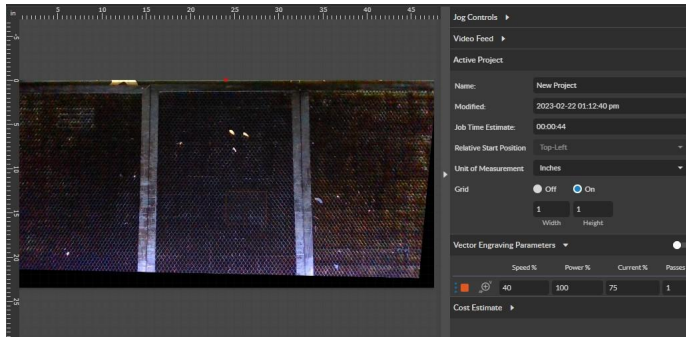 in
5 10 15 20 25 30 35 40 45
-5
0
5
10
15
20
25
Jog Controls
Video Feed
Active Project
Name: New Project
Modified: 2023-02-22 01:12:40 pm
Job Time Estimate: 00:00:44
Relative Start Position Top-Left
Unit of Measurement Inches
Grid Off On
1 1
Width Height
Vector Engraving Parameters
Speed % Power % Current % Passes
40 100 75 1
Cost Estimate